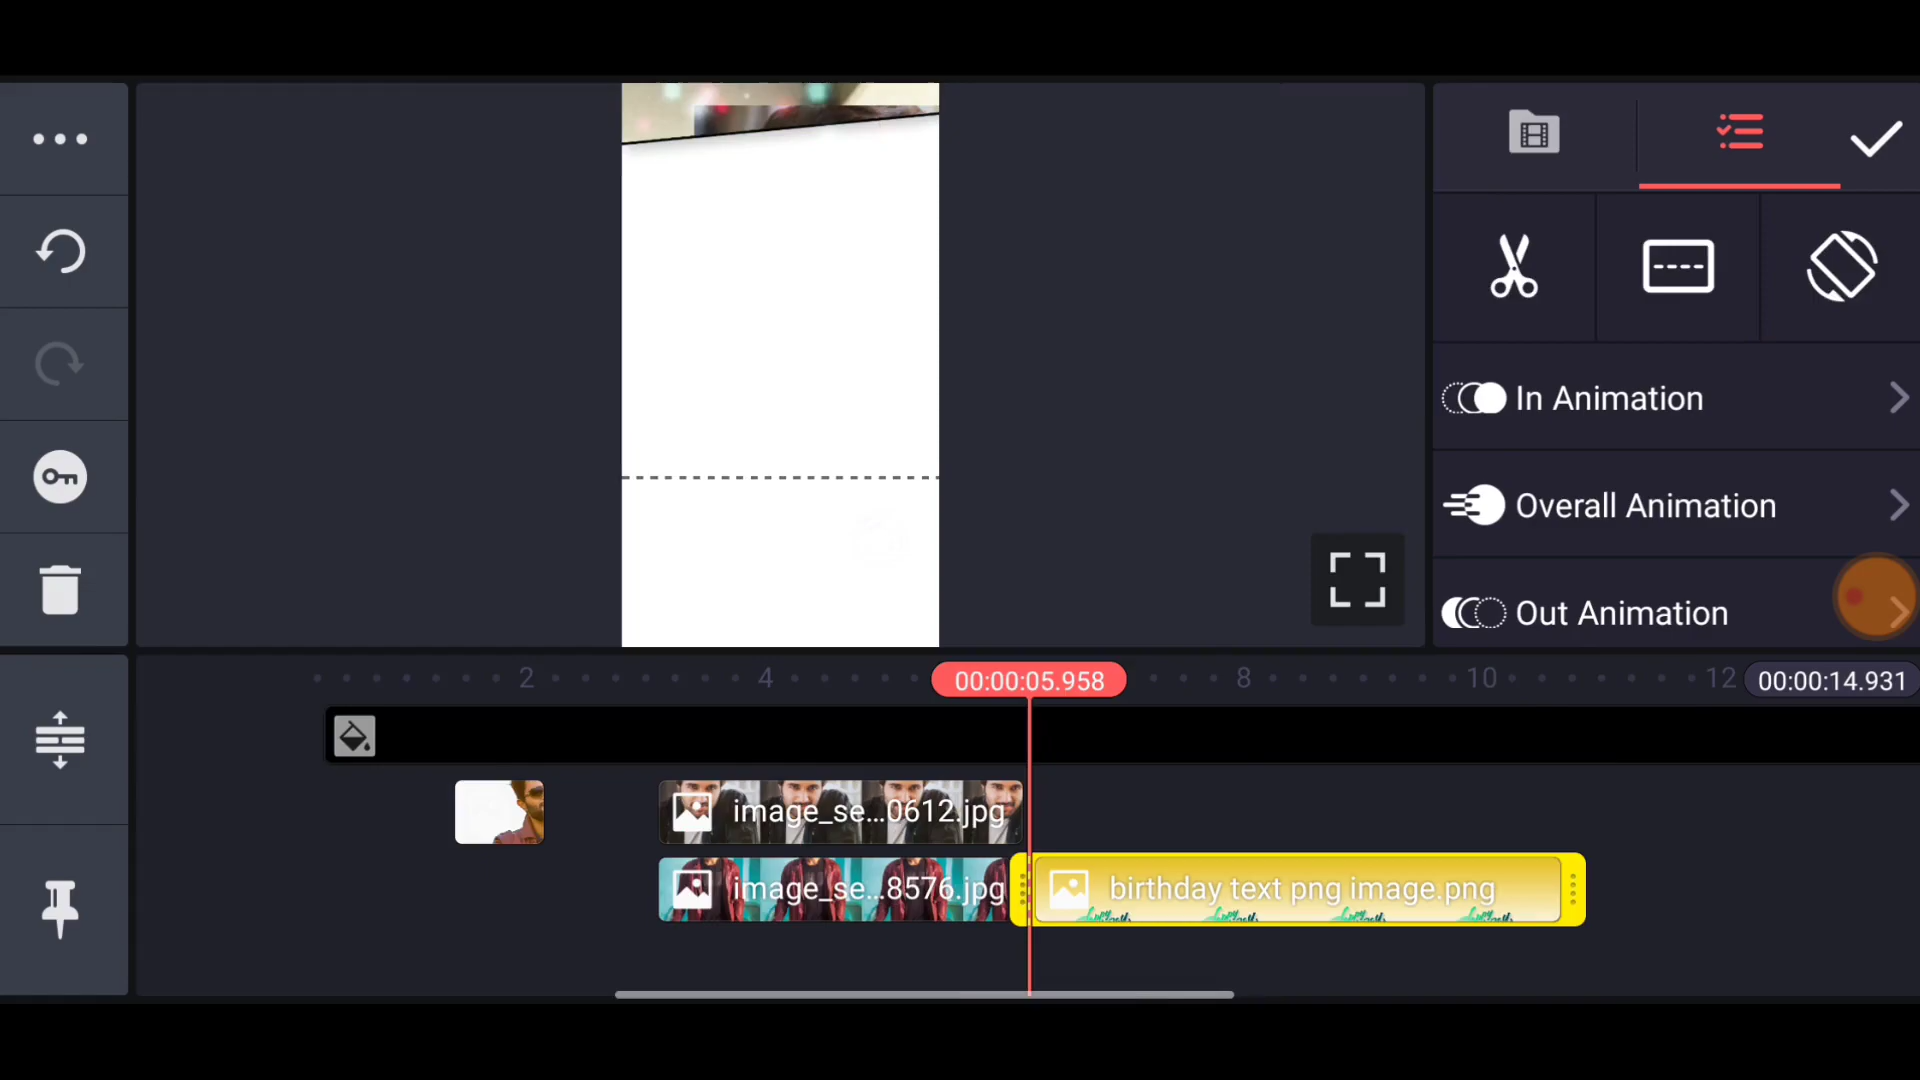 In Animation
Overall Animation
Out Animation
2
4
00:00:05.958
8
10
12
00:00:14.931
image_se...0612.jpg
image_se...8576.jpg
birthday text png image.png